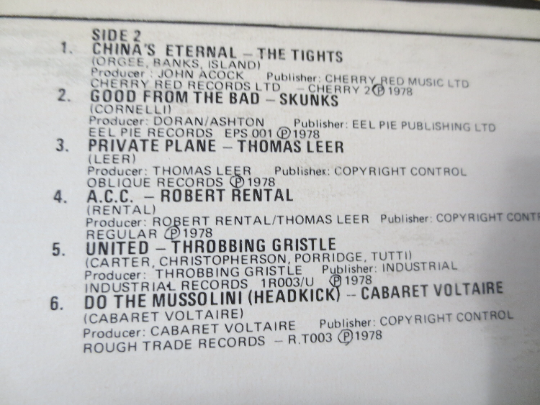 SIDE 2
1. CHINA'S ETERNAL – THE TIGHTS
(ORGEE, BANKS, ISLAND)
Producer : JOHN ACOCK Publisher: CHERRY RED MUSIC LTD
CHERRY RED RECORDS LTD – CHERRY 2 Ⓟ 1978
2. GOOD FROM THE BAD – SKUNKS
(CORNELLI)
Producer: DORAN/ASHTON Publisher: EEL PIE PUBLISHING LTD
EEL PIE RECORDS EPS 001 Ⓟ 1978
3. PRIVATE PLANE – THOMAS LEER
(LEER)
Producer: THOMAS LEER Publisher: COPYRIGHT CONTROL
OBLIQUE RECORDS Ⓟ 1978
4. A.C.C. – ROBERT RENTAL
(RENTAL)
Producer: ROBERT RENTAL/THOMAS LEER Publisher: COPYRIGHT CONT
REGULAR Ⓟ 1978
5. UNITED – THROBBING GRISTLE
(CARTER, CHRISTOPHERSON, PORRIDGE, TUTTI)
Producer: THROBBING GRISTLE Publisher: INDUSTRIAL
INDUSTRIAL RECORDS 1R003/U Ⓟ 1978
6. DO THE MUSSOLINI (HEADKICK) – CABARET VOLTAIRE
(CABARET VOLTAIRE)
Producer: CABARET VOLTAIRE Publisher: COPYRIGHT CONTROL
ROUGH TRADE RECORDS – R.T003 Ⓟ 1978